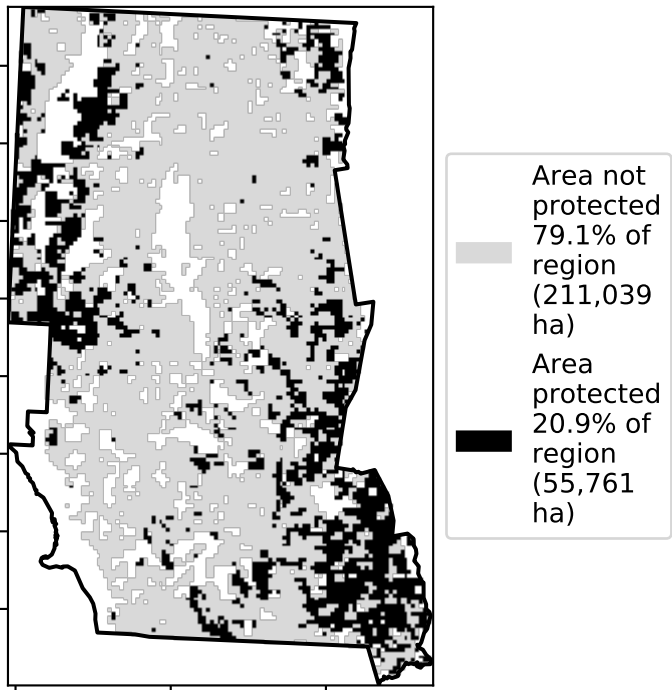 Area not
protected
79.1% of
region
(211,039
ha)
Area
protected
20.9% of
region
(55,761
ha)